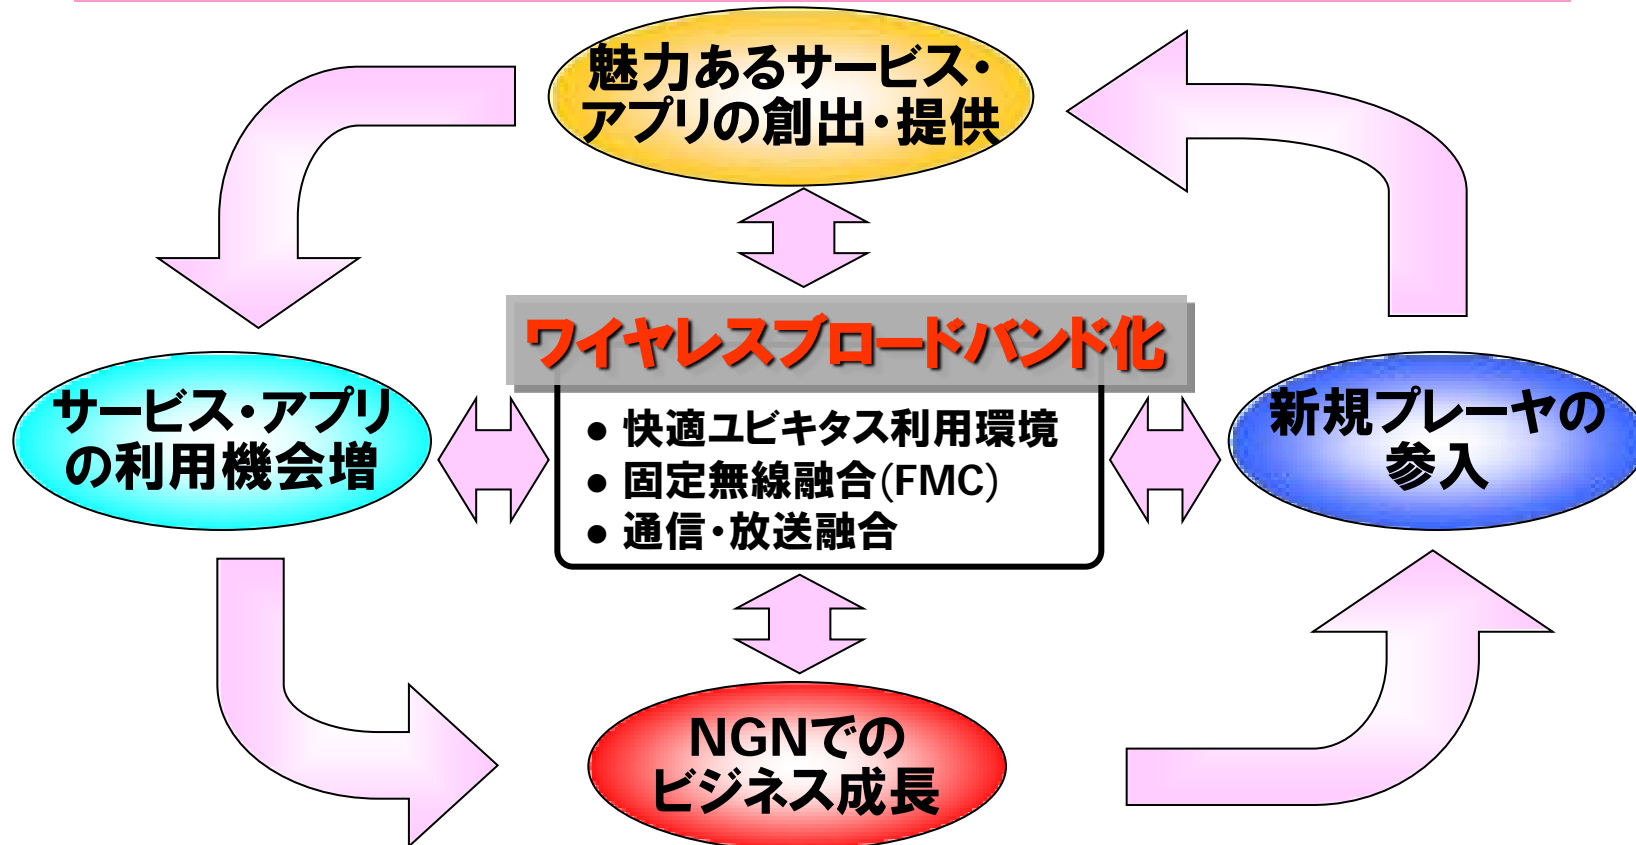 魅力あるサービス・
アプリの創出・提供
ワイヤレスブロードバンド化
サービス・アプリ
の利用機会増
● 快適ユビキタス利用環境
● 固定無線融合(FMC)
● 通信・放送融合
新規プレーヤの
参入
NGNでの
ビジネス成長